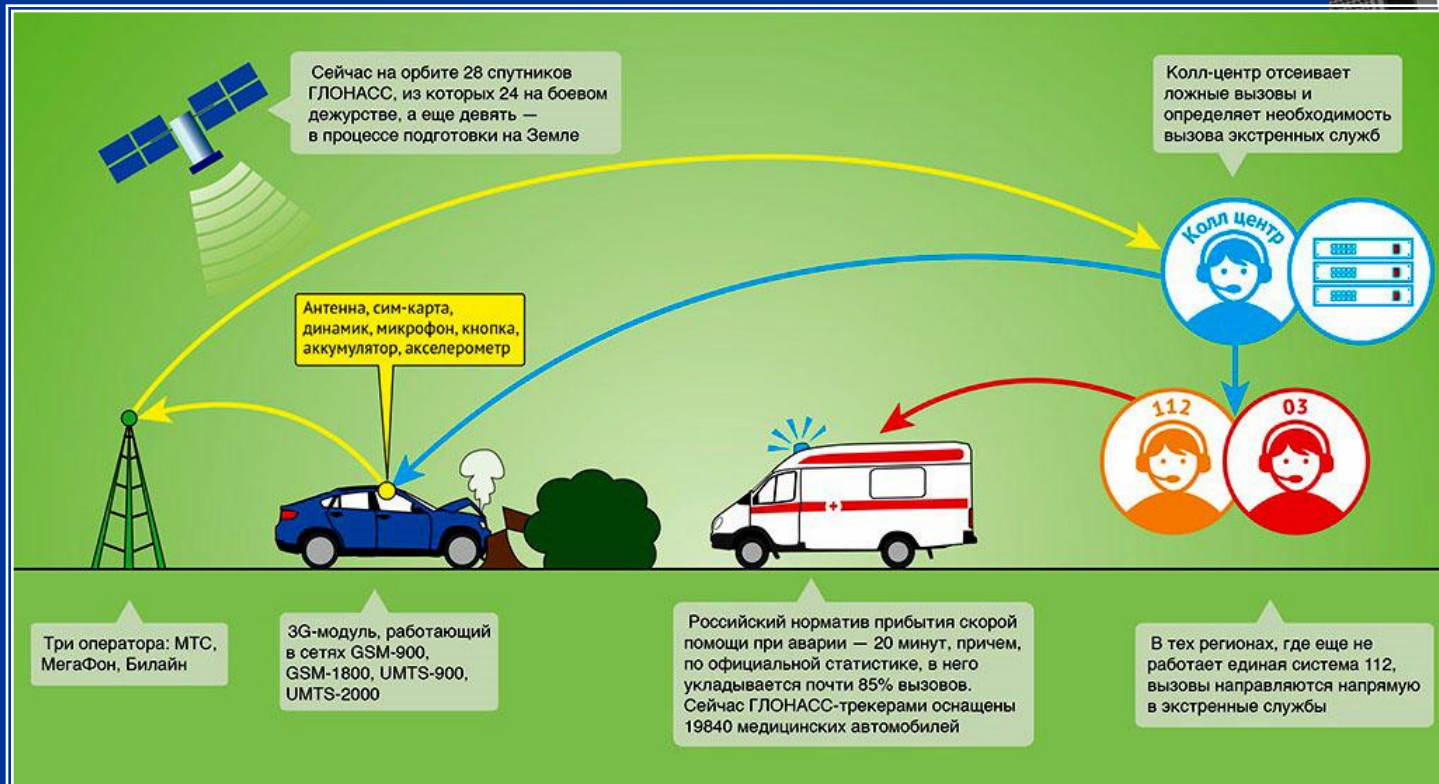 Сейчас на орбите 28 спутников
ГЛОНАСС, из которых 24 на боевом
дежурстве, а еще девять —
в процессе подготовки на Земле
Колл-центр отсеивает
ложные вызовы и
определяет необходимость
вызова экстренных служб
Колл центр
Антенна, сим-карта,
динамик, микрофон, кнопка,
аккумулятор, акселерометр
112
03
Три оператора: МТС,
МегаФон, Билайн
3G-модуль, работающий
в сетях GSM-900,
GSM-1800, UMTS-900,
UMTS-2000
Российский норматив прибытия скорой
помощи при аварии — 20 минут, причем,
по официальной статистике, в него
укладывается почти 85% вызовов.
Сейчас ГЛОНАСС-трекерами оснащены
19840 медицинских автомобилей
В тех регионах, где еще не
работает единая система 112,
вызовы направляются напрямую
в экстренные службы